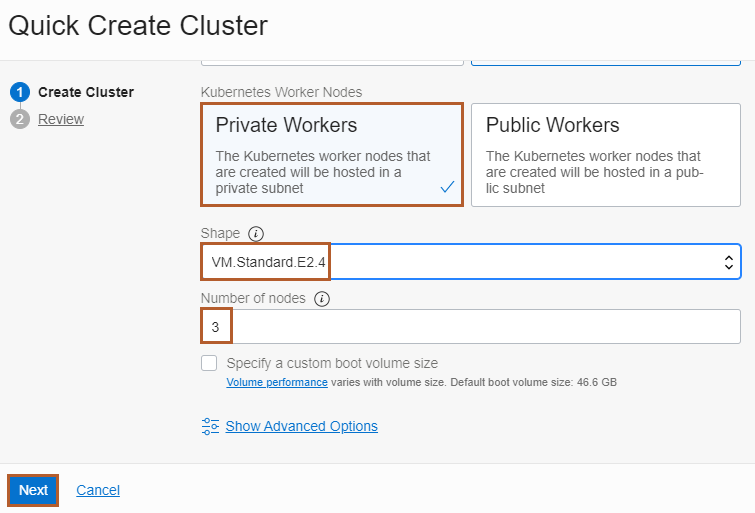 Quick Create Cluster
1 Create Cluster
2 Review
Kubernetes Worker Nodes
Private Workers
The Kubernetes worker nodes that
are created will be hosted in a
private subnet
Public Workers
The Kubernetes worker nodes that
are created will be hosted in a pub-
lic subnet
Shape i
VM.Standard.E2.4
Number of nodes i
3
Specify a custom boot volume size
Volume performance varies with volume size. Default boot volume size: 46.6 GB
Show Advanced Options
Next Cancel